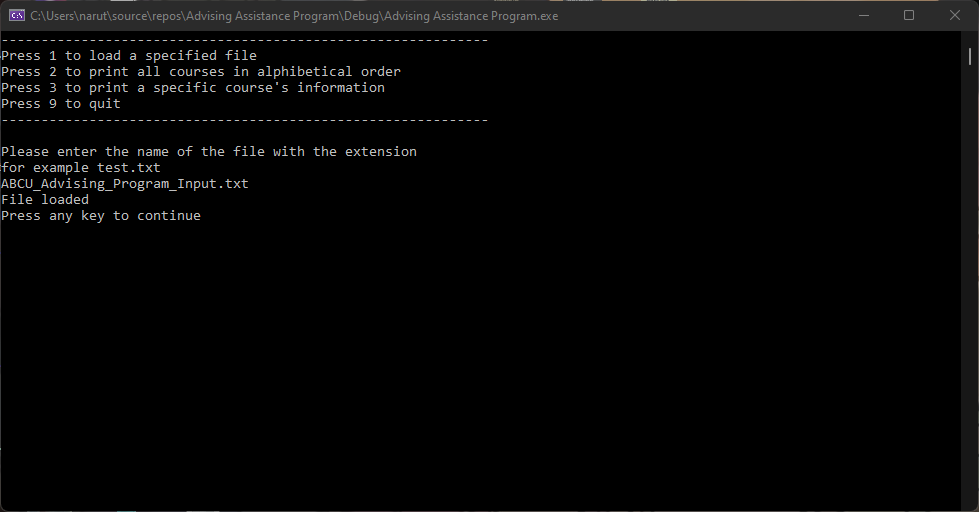 C:\Users\narut\source\repos\Advising Assistance Program\Debug\Advising Assistance Program.exe
-------------------------------------------------------------
Press 1 to load a specified file
Press 2 to print all courses in alphibetical order
Press 3 to print a specific course's information
Press 9 to quit
-------------------------------------------------------------
Please enter the name of the file with the extension
for example test.txt
ABCU_Advising_Program_Input.txt
File loaded
Press any key to continue